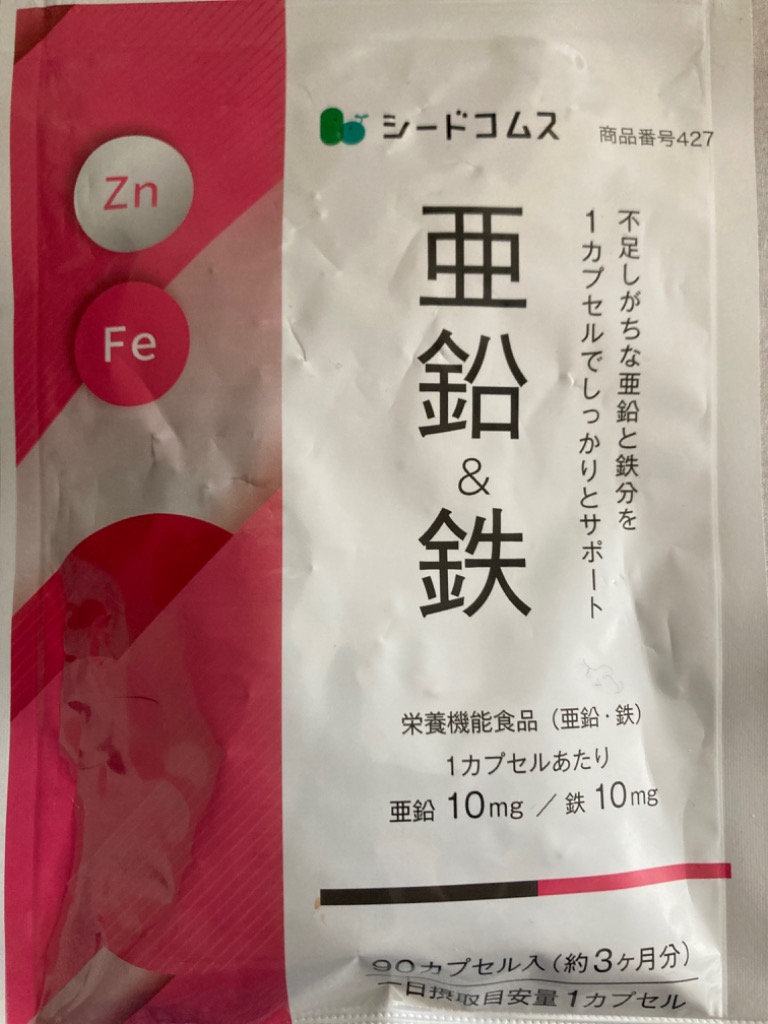 シードコムス
商品番号427
Zn
Fe
不足しがちな亜鉛と鉄分を
1カプセルでしっかりとサポート
亜鉛
&
鉄
栄養機能食品（亜鉛・鉄）
1カプセルあたり
亜鉛 10mg ／ 鉄 10mg
90カプセル入（約3ヶ月分）
一日摂取目安量 1カプセル